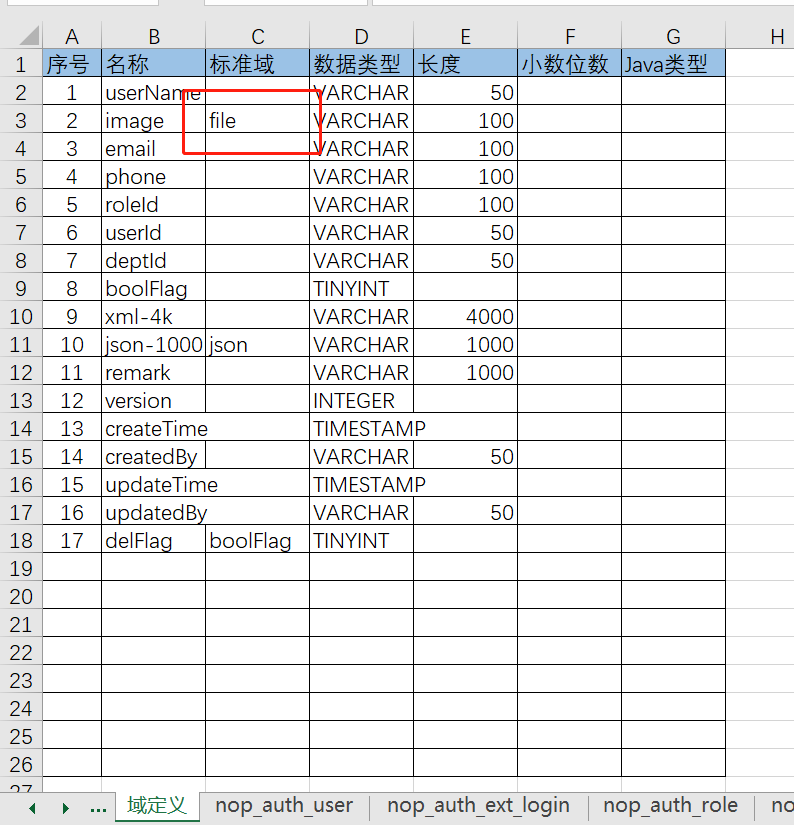 A B C D E F G H
1 序号 名称 标准域 数据类型 长度 小数位数 Java类型
2 1 userName VARCHAR 50
3 2 image file VARCHAR 100
4 3 email VARCHAR 100
5 4 phone VARCHAR 100
6 5 roleId VARCHAR 100
7 6 userId VARCHAR 50
8 7 deptId VARCHAR 50
9 8 boolFlag TINYINT
10 9 xml-4k VARCHAR 4000
11 10 json-1000 json VARCHAR 1000
12 11 remark VARCHAR 1000
13 12 version INTEGER
14 13 createTime TIMESTAMP
15 14 createdBy VARCHAR 50
16 15 updateTime TIMESTAMP
17 16 updatedBy VARCHAR 50
18 17 delFlag boolFlag TINYINT
19
20
21
22
23
24
25
26
27
... 域定义 nop_auth_user nop_auth_ext_login nop_auth_role no